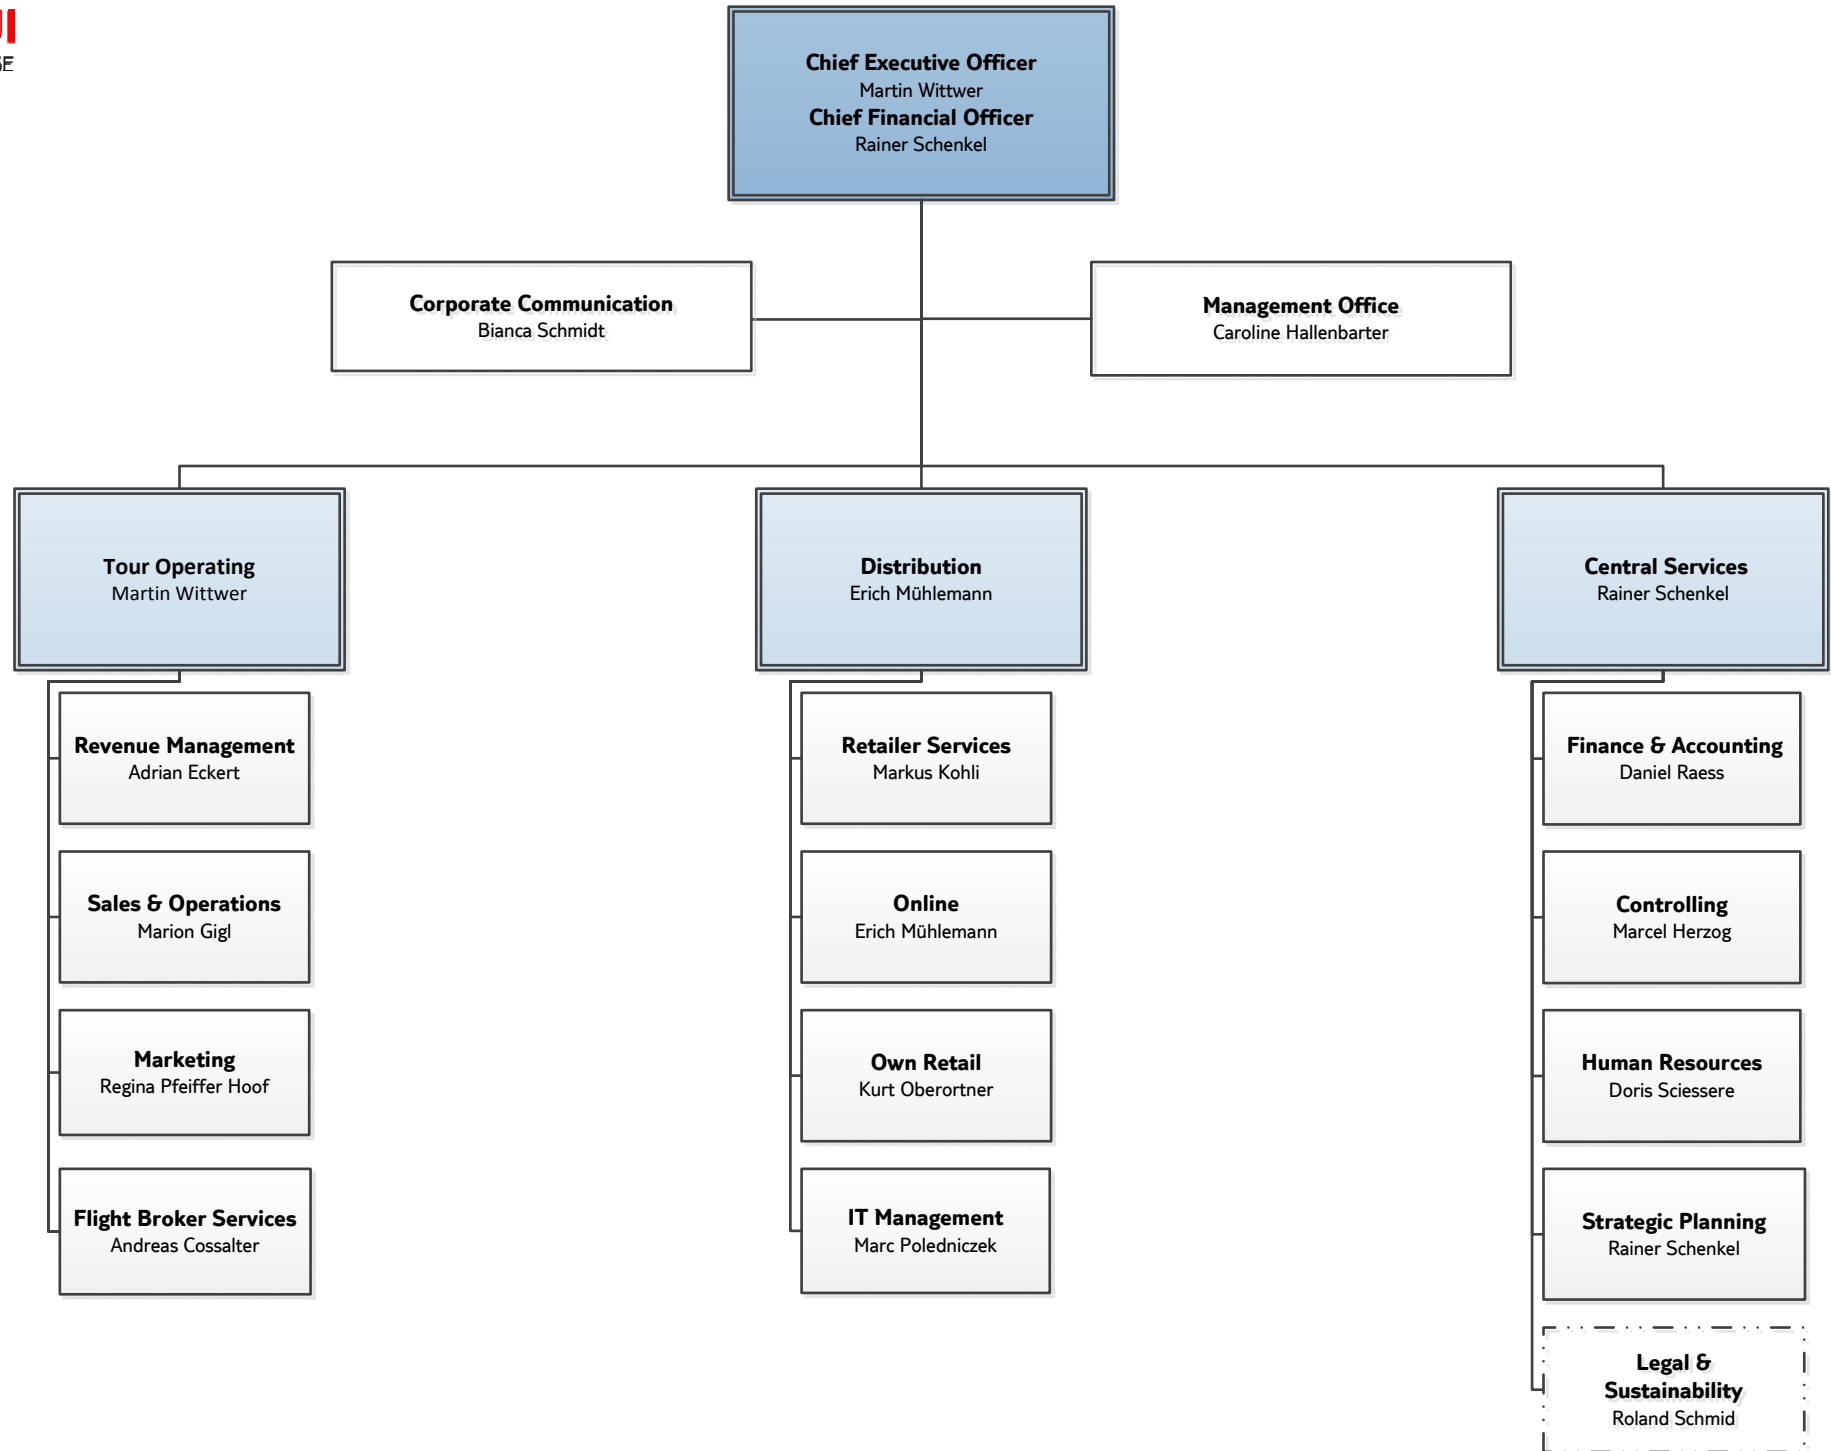 Chief Executive Officer
Martin Wittwer
Chief Financial Officer
Rainer Schenkel
Corporate Communication
Bianca Schmidt
Management Office
Caroline Hallenbarter
Tour Operating
Martin Wittwer
Distribution
Erich Mühlemann
Central Services
Rainer Schenkel
Revenue Management
Adrian Eckert
Sales & Operations
Marion Gigl
Marketing
Regina Pfeiffer Hoof
Flight Broker Services
Andreas Cossalter
Retailer Services
Markus Kohli
Online
Erich Mühlemann
Own Retail
Kurt Oberortner
IT Management
Marc Poledniczek
Finance & Accounting
Daniel Raess
Controlling
Marcel Herzog
Human Resources
Doris Sciessere
Strategic Planning
Rainer Schenkel
Legal &
Sustainability
Roland Schmid